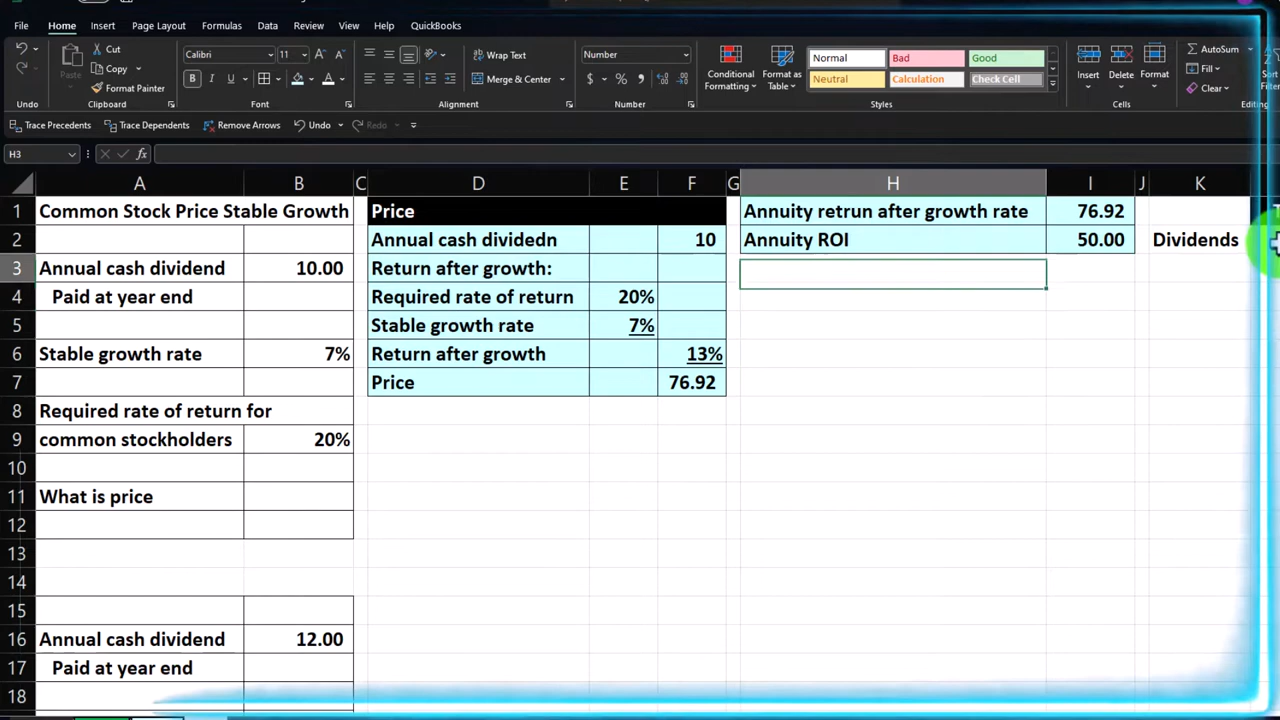 File Home Insert Page Layout Formulas Data Review View Help QuickBooks
Cut
Copy
Format Painter
Paste
Calibri 11
B I U
Wrap Text
Merge & Center
Number
$ % 9
Conditional Formatting
Format as Table
Normal Bad Good
Neutral Calculation Check Cell
Insert Delete Format
AutoSum
Fill
Clear
Undo Clipboard Font Alignment Number Styles Cells Editing
Trace Precedents Trace Dependents Remove Arrows Undo Redo
H3 fx
A B C D E F G H I J K
1 Common Stock Price Stable Growth Price Annuity retrun after growth rate 76.92
2 Annual cash dividedn 10 Annuity ROI 50.00 Dividends
3 Annual cash dividend 10.00 Return after growth:
4 Paid at year end Required rate of return 20%
5 Stable growth rate 7%
6 Stable growth rate 7% Return after growth 13%
7 Price 76.92
8 Required rate of return for
9 common stockholders 20%
10
11 What is price
12
13
14
15
16 Annual cash dividend 12.00
17 Paid at year end
18